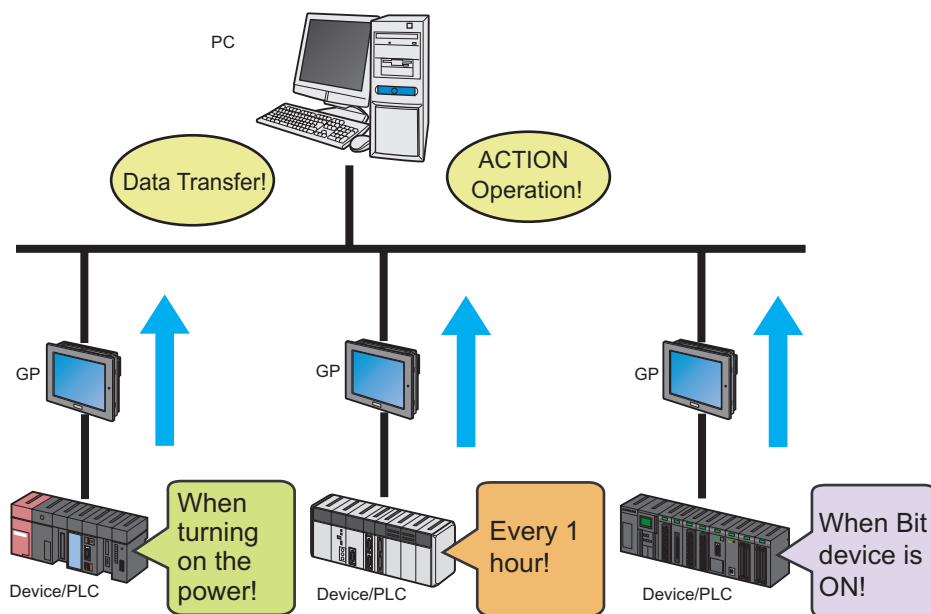 PC
Data Transfer!
ACTION
Operation!
GP
GP
GP
When
turning
on the
power!
Every 1
hour!
When Bit
device is
ON!
Device/PLC
Device/PLC
Device/PLC